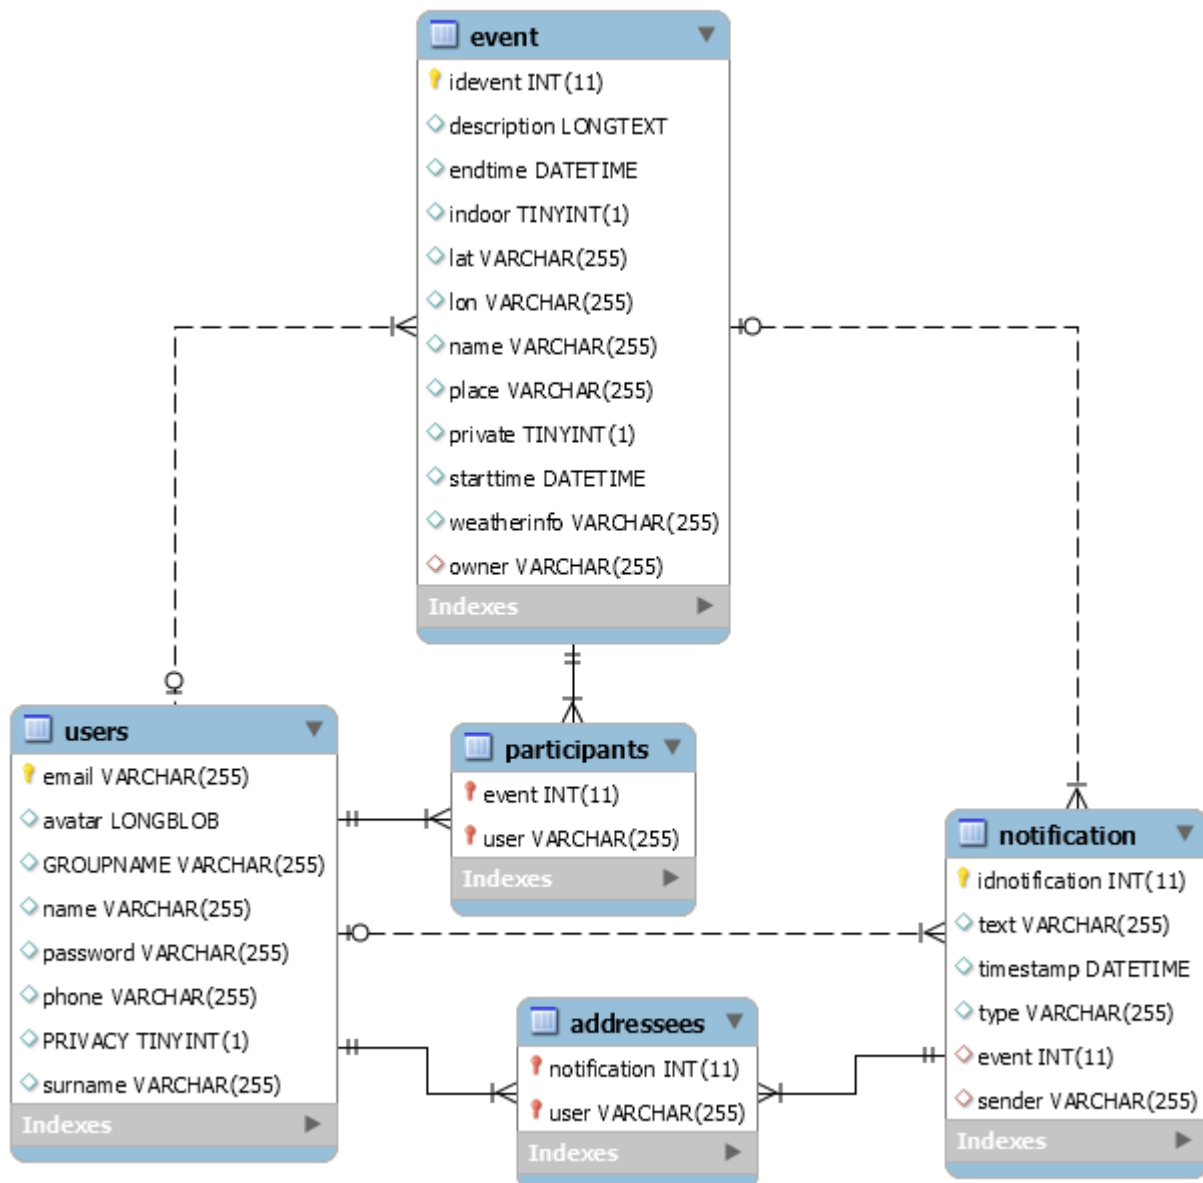 event
idevent INT(11)
description LONGTEXT
endtime DATETIME
indoor TINYINT(1)
lat VARCHAR(255)
lon VARCHAR(255)
name VARCHAR(255)
place VARCHAR(255)
private TINYINT(1)
starttime DATETIME
weatherinfo VARCHAR(255)
owner VARCHAR(255)
Indexes
users
email VARCHAR(255)
avatar LONGBLOB
GROUPNAME VARCHAR(255)
name VARCHAR(255)
password VARCHAR(255)
phone VARCHAR(255)
PRIVACY TINYINT(1)
surname VARCHAR(255)
Indexes
participants
event INT(11)
user VARCHAR(255)
Indexes
addressees
notification INT(11)
user VARCHAR(255)
Indexes
notification
idnotification INT(11)
text VARCHAR(255)
timestamp DATETIME
type VARCHAR(255)
event INT(11)
sender VARCHAR(255)
Indexes